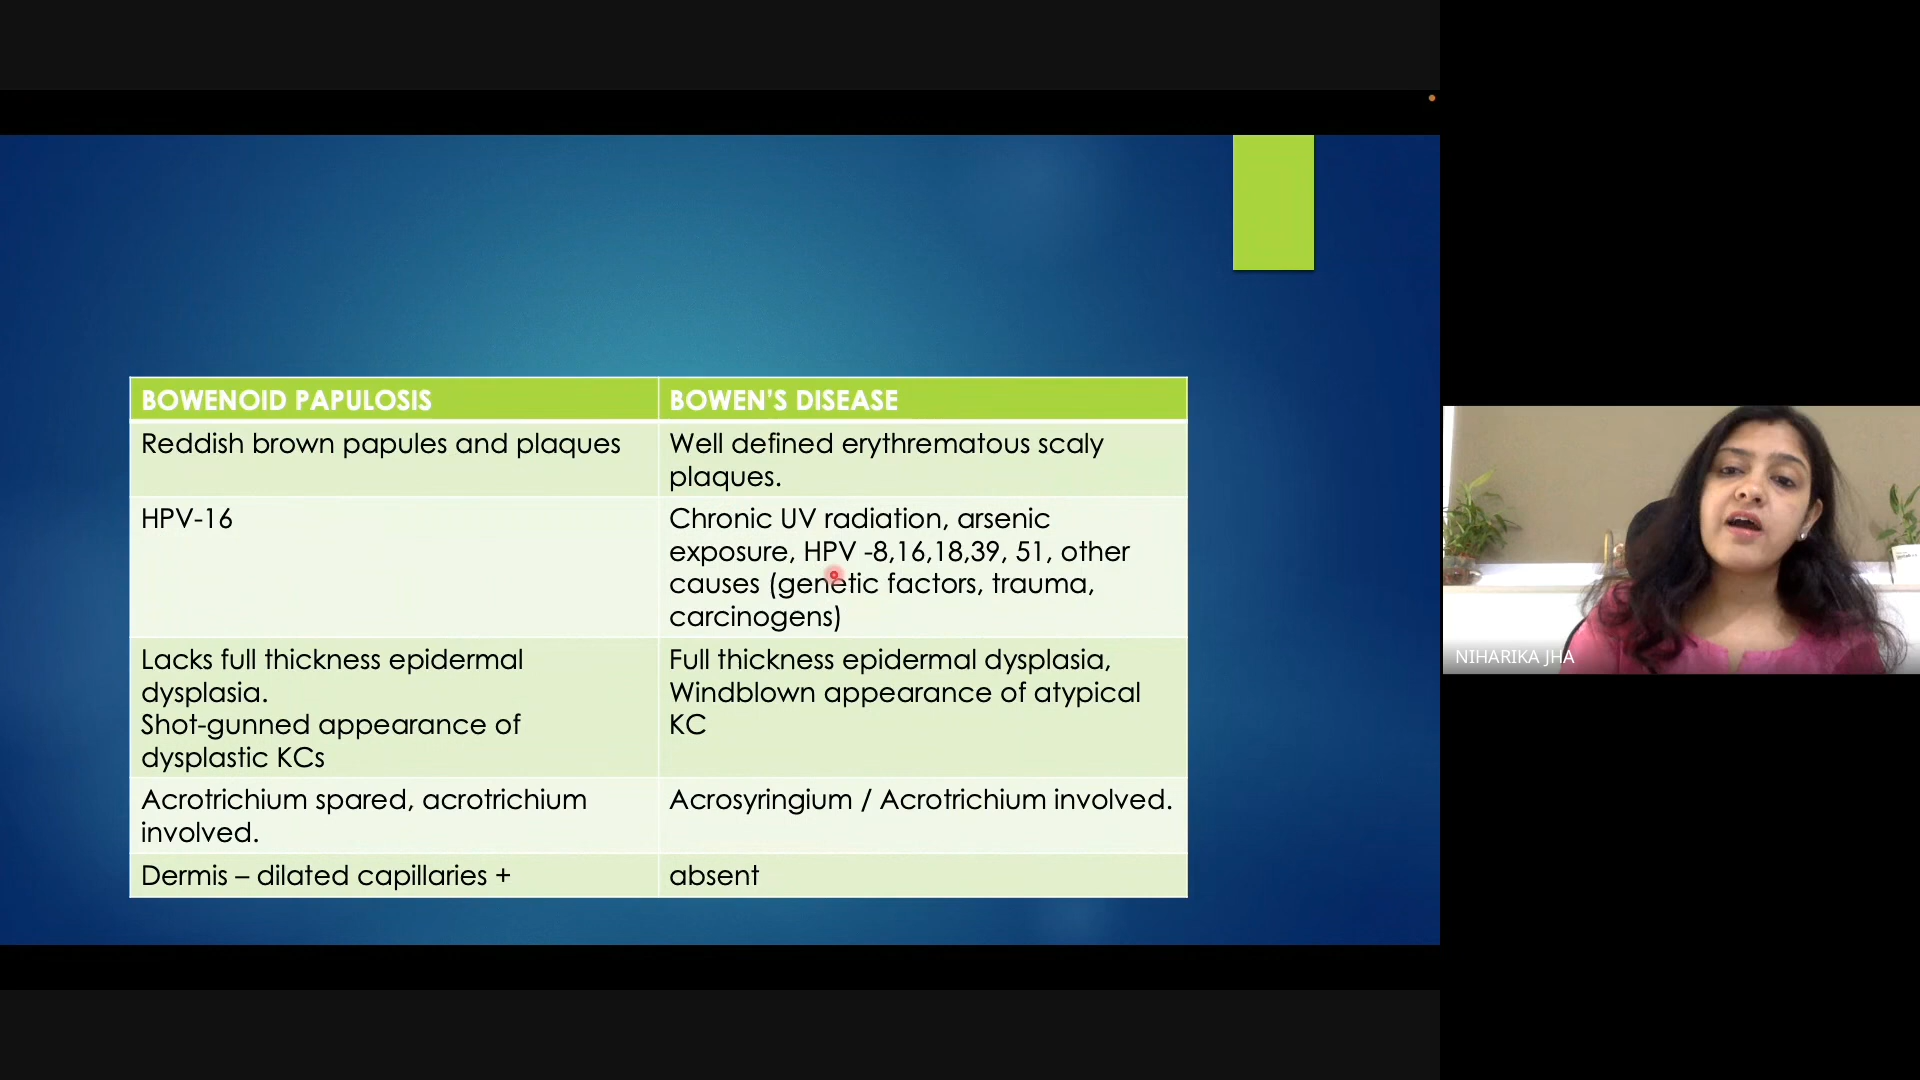 BOWENOID PAPULOSIS
BOWEN'S DISEASE
Reddish brown papules and plaques
Well defined erythrematous scaly
plaques.
HPV-16
Chronic UV radiation, arsenic
exposure, HPV -8,16,18,39, 51, other
causes (genetic factors, trauma,
carcinogens)
Lacks full thickness epidermal
dysplasia.
Shot-gunned appearance of
dysplastic KCs
Full thickness epidermal dysplasia,
Windblown appearance of atypical
KC
Acrotrichium spared, acrotrichium
involved.
Acrosyringium / Acrotrichium involved.
Dermis – dilated capillaries +
absent
NIHARIKA JHA